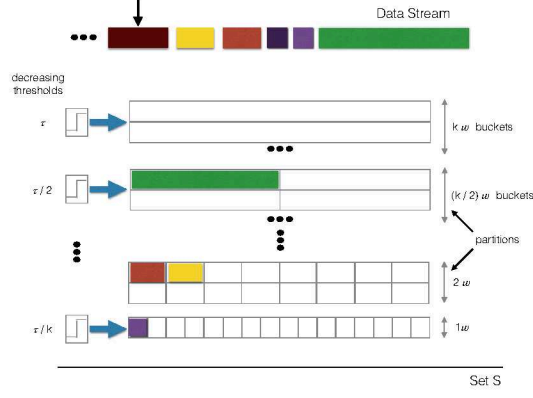 Data Stream
decreasing
thresholds
τ
k w buckets
τ / 2
(k / 2) w buckets
partitions
2 w
τ / k
1w
Set S